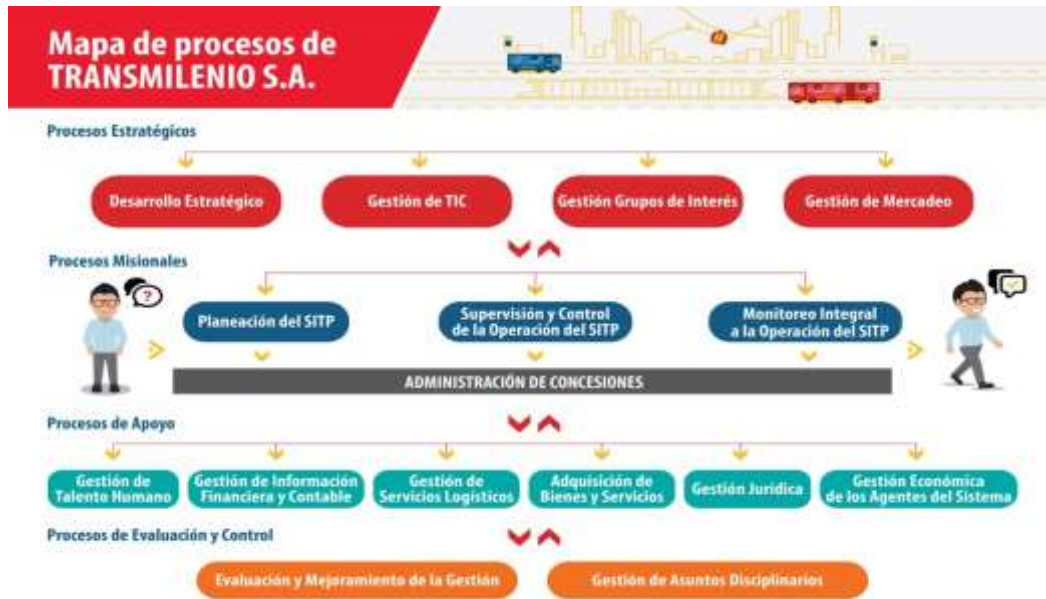 Mapa de procesos de
TRANSMILENIO S.A.
Procesos Estratégicos
Desarrollo Estratégico
Gestión de TIC
Gestión Grupos de Interés
Gestión de Mercadeo
Procesos Misionales
?
Planeación del SITP
Supervisión y Control
de la Operación del SITP
Monitoreo Integral
a la Operación del SITP
ADMINISTRACIÓN DE CONCESIONES
Procesos de Apoyo
Gestión de
Talento Humano
Gestión de Información
Financiera y Contable
Gestión de
Servicios Logísticos
Adquisición de
Bienes y Servicios
Gestión Jurídica
Gestión Económica
de los Agentes del Sistema
Procesos de Evaluación y Control
Evaluación y Mejoramiento de la Gestión
Gestión de Asuntos Disciplinarios